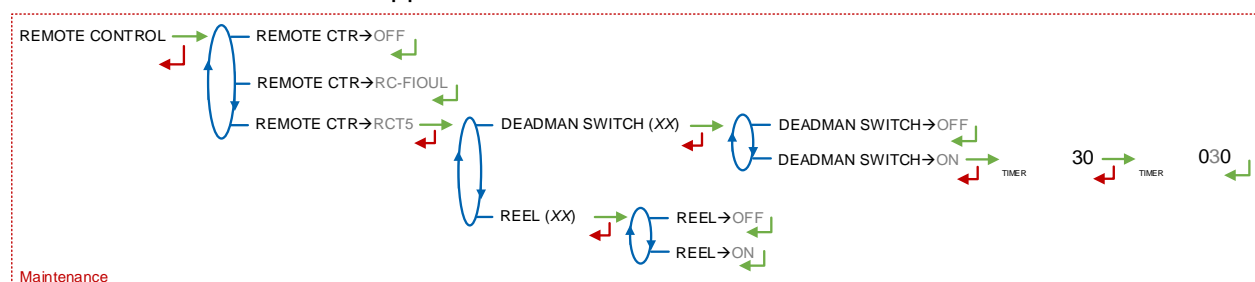 REMOTE CONTROL
REMOTE CTR→OFF
REMOTE CTR→RC-FIOUL
REMOTE CTR→RCT5
DEADMAN SWITCH (XX)
DEADMAN SWITCH→OFF
DEADMAN SWITCH→ON
TIMER 30
TIMER 030
REEL (XX)
REEL→OFF
REEL→ON
Maintenance